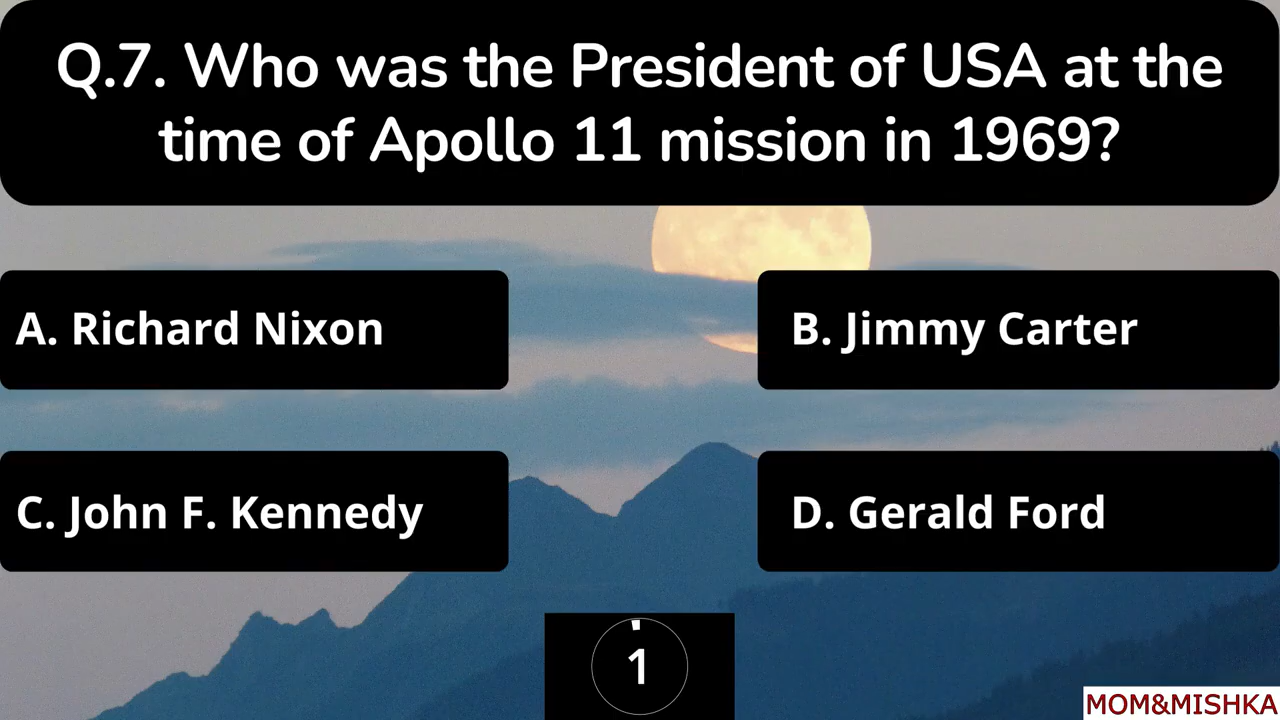 Q.7. Who was the President of USA at the
time of Apollo 11 mission in 1969?
A. Richard Nixon
B. Jimmy Carter
C. John F. Kennedy
D. Gerald Ford
1
MOM&MISHKA